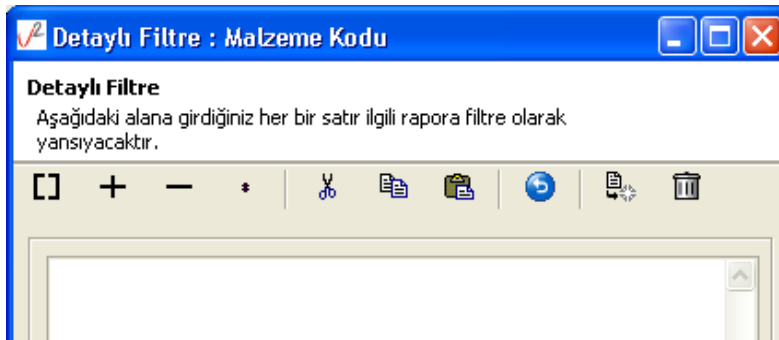 Detaylı Filtre : Malzeme Kodu
Detaylı Filtre
Aşağıdaki alana girdiğiniz her bir satır ilgili rapora filtre olarak
yansıyacaktır.